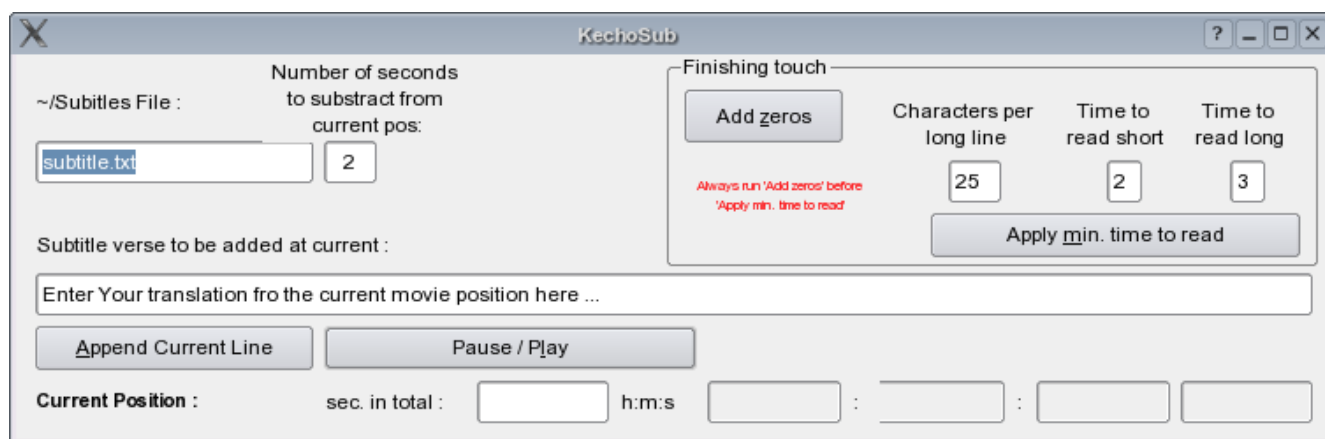 KechoSub
~/Subitles File :
Number of seconds
to substract from
current pos:
subtitle.txt
2
Finishing touch
Add zeros
Always run 'Add zeros' before
'Apply min. time to read'
Characters per
long line
25
Time to
read short
2
Time to
read long
3
Apply min. time to read
Subtitle verse to be added at current :
Enter Your translation fro the current movie position here ...
Append Current Line
Pause / Play
Current Position :
sec. in total :
h:m:s
:
: